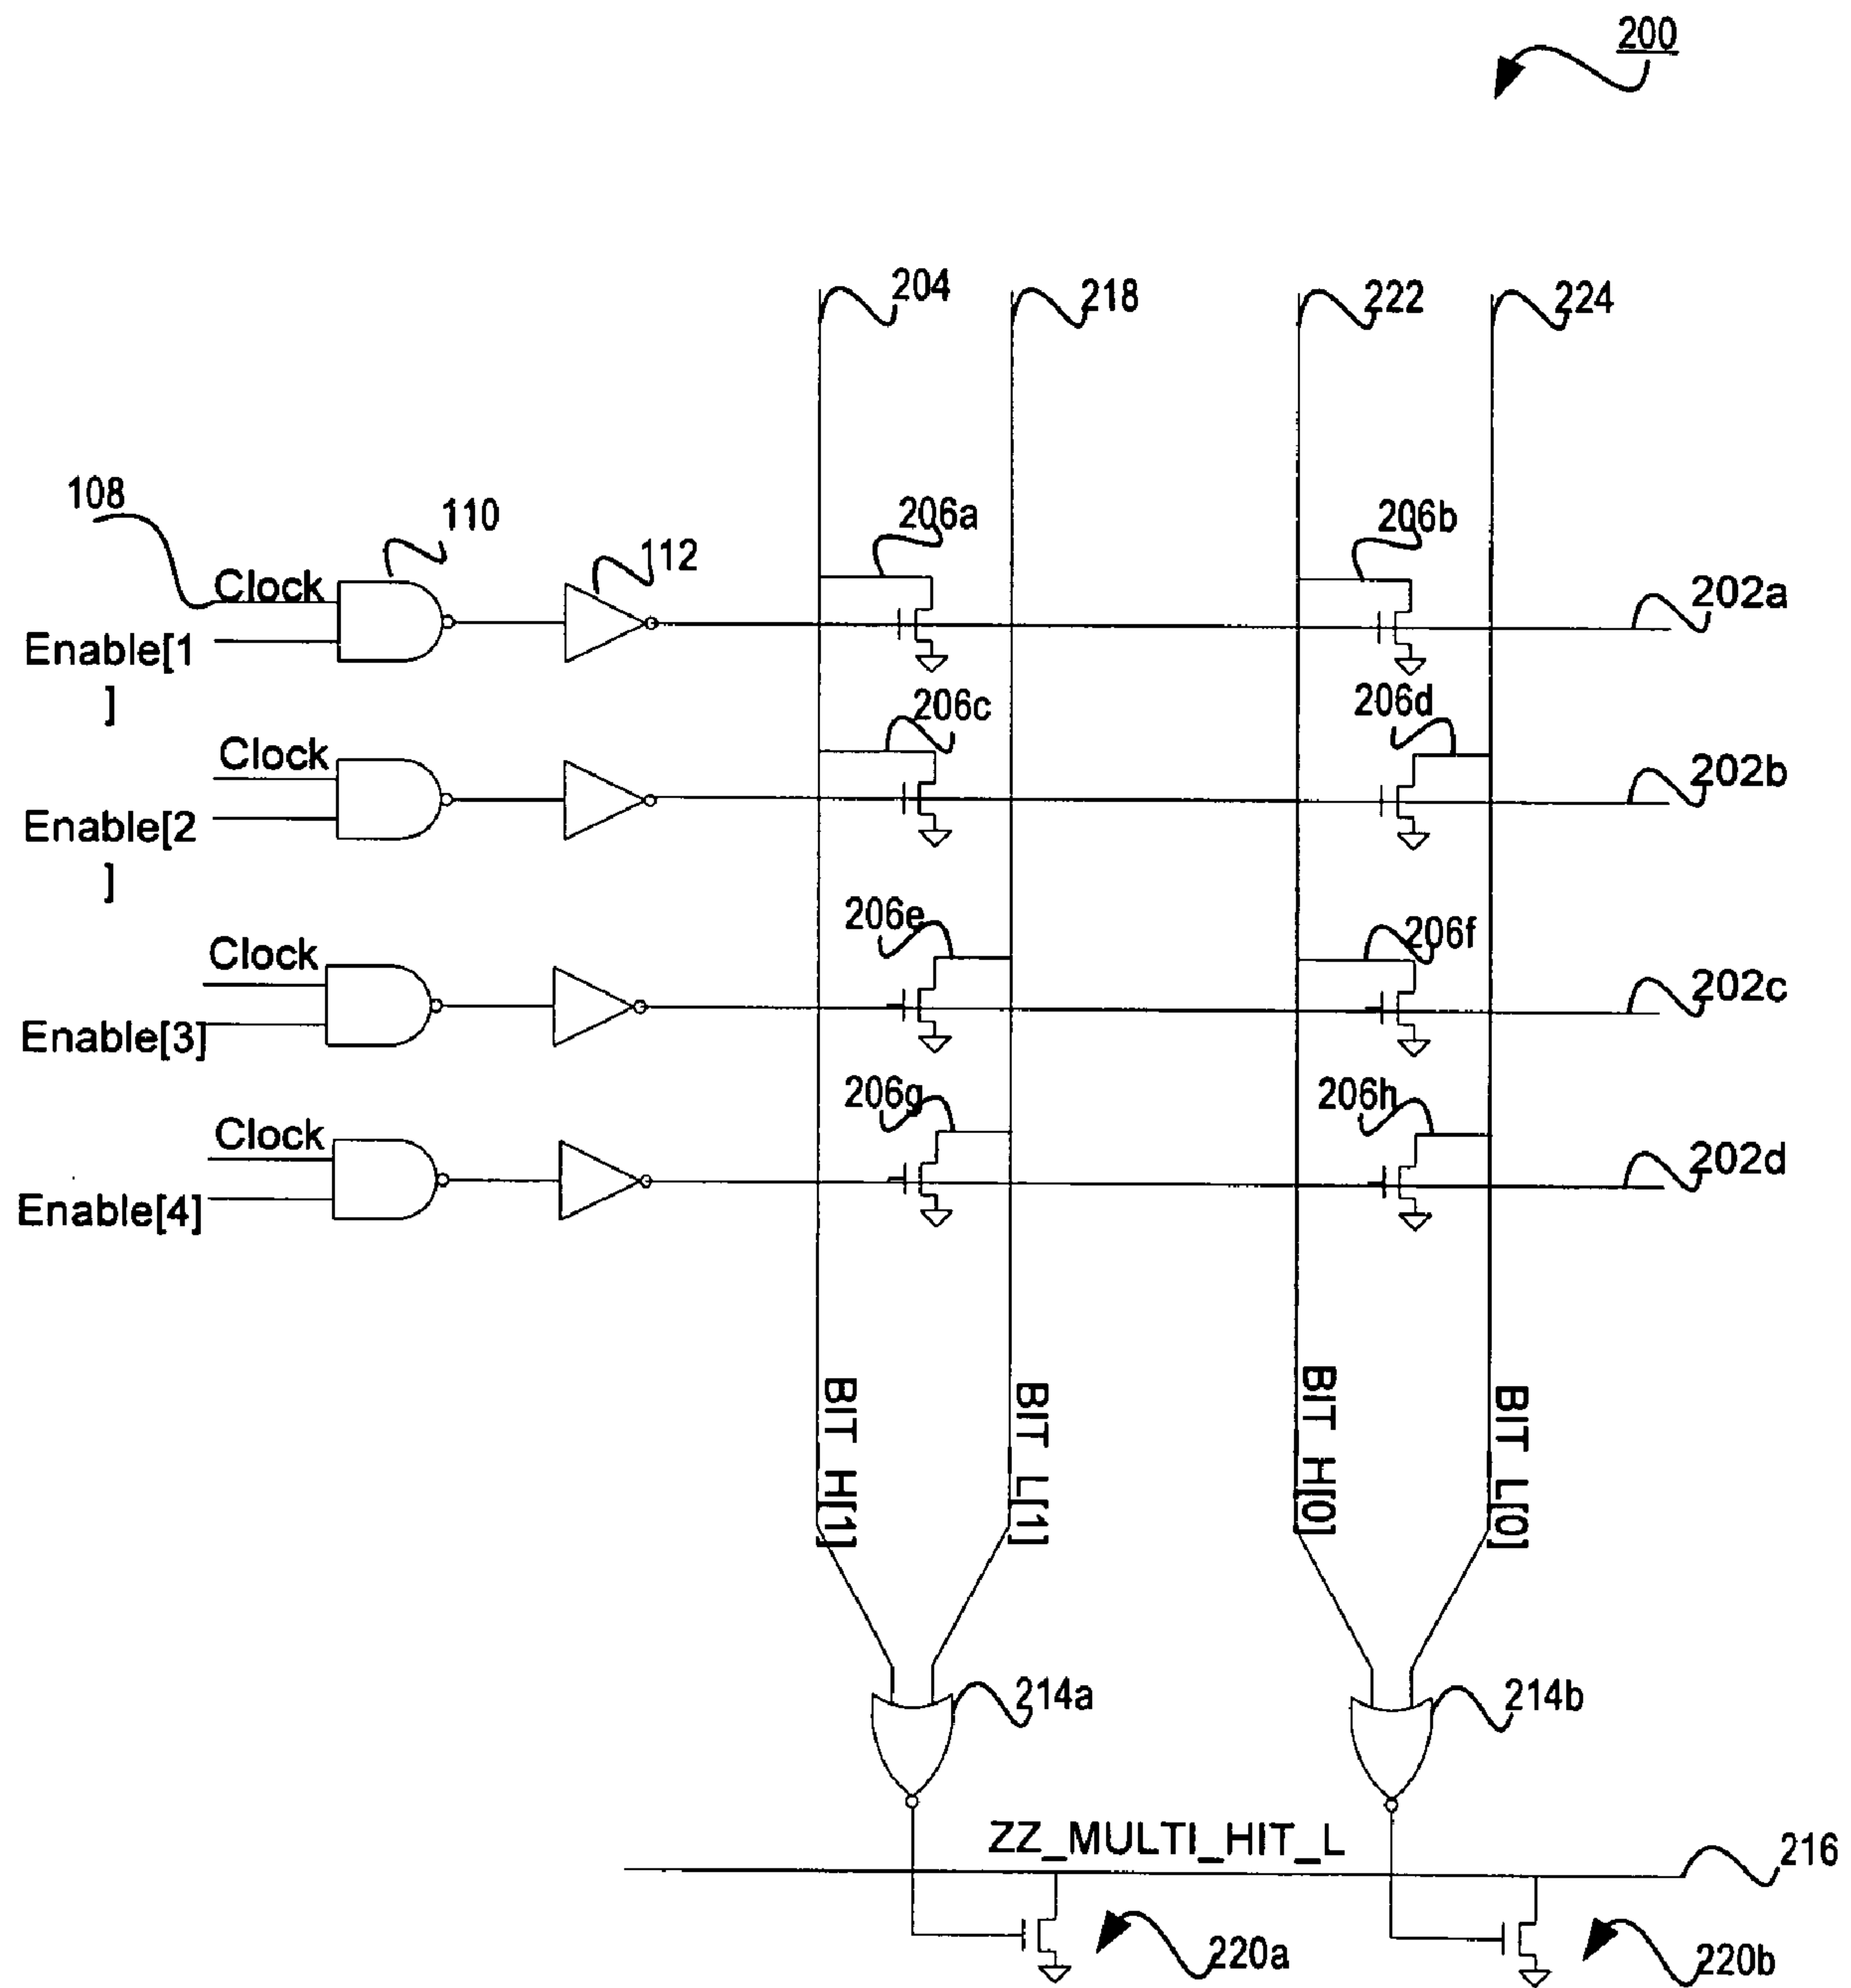 200
204
218
222
224
108
110
112
206a
206b
Clock
202a
Enable[1
]
206c
206d
Clock
202b
Enable[2
]
206e
206f
Clock
202c
Enable[3]
206g
206h
Clock
202d
Enable[4]
BIT_H[1]
BIT_L[1]
BIT_H[0]
BIT_L[0]
214a
214b
ZZ_MULTI_HIT_L
216
220a
220b